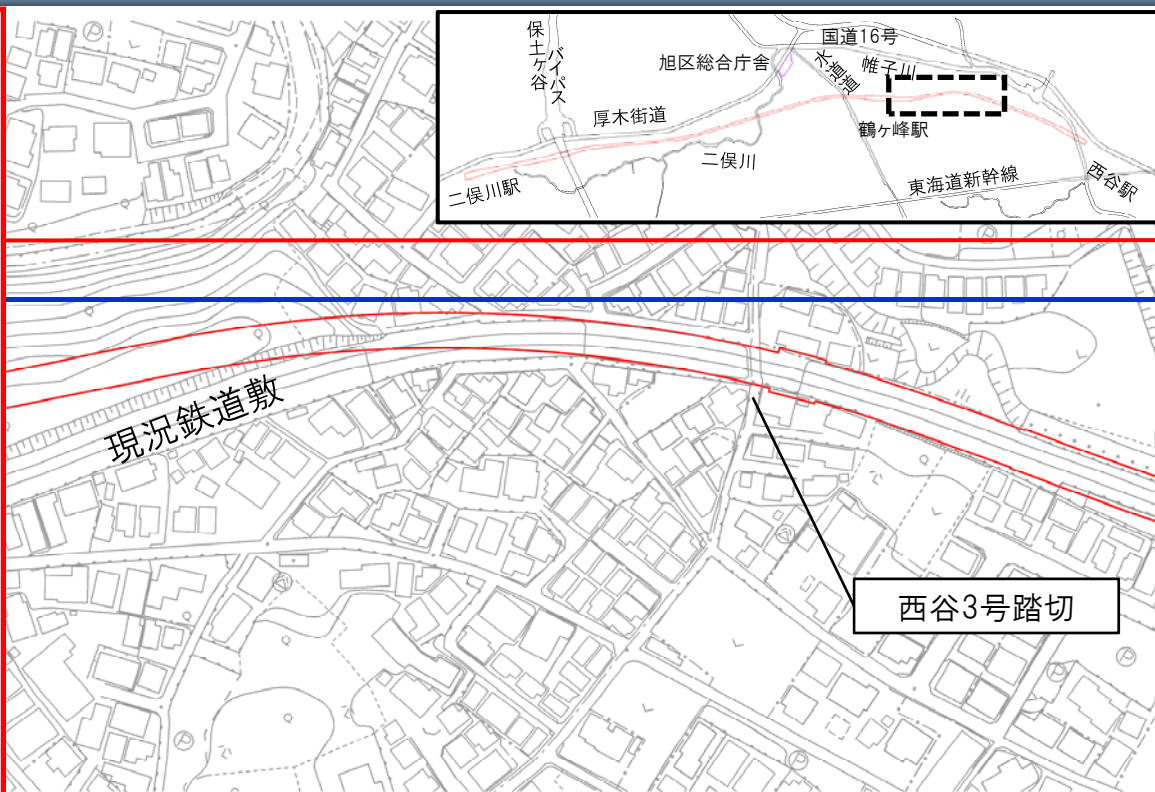 保土ヶ谷
バイパス
国道16号
旭区総合庁舎
水道道
帷子川
厚木街道
鶴ヶ峰駅
二俣川
二俣川駅
東海道新幹線
西谷駅
現況鉄道敷
西谷3号踏切